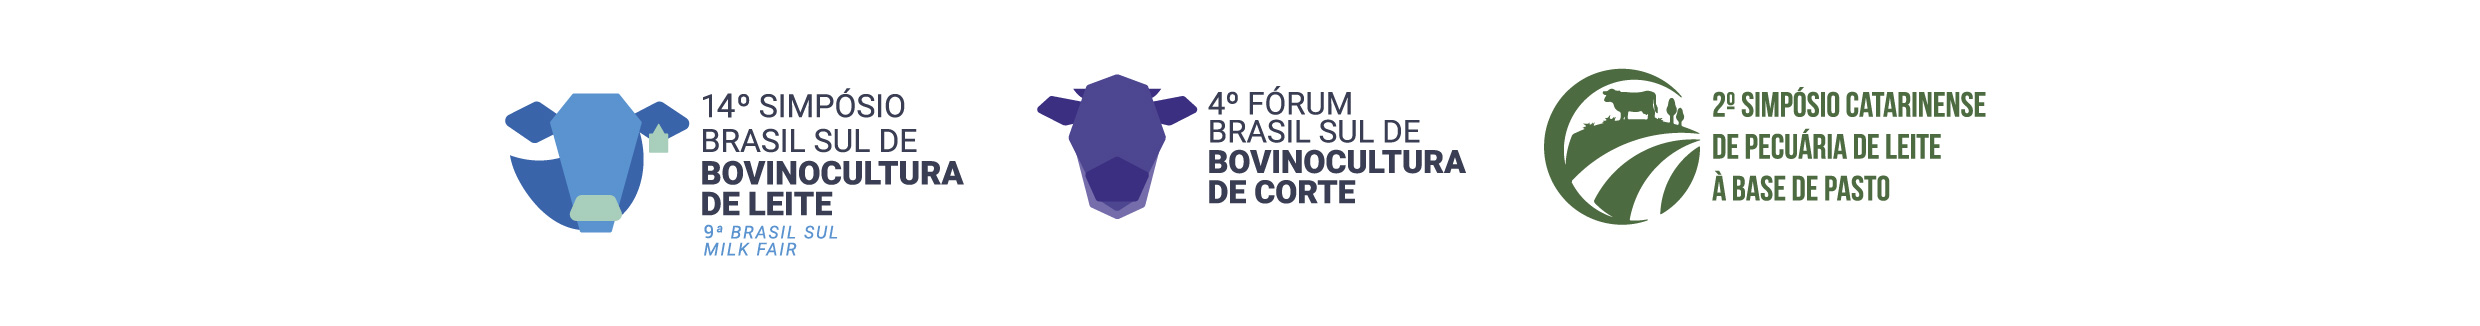 14º SIMPÓSIO
BRASIL SUL DE
BOVINOCULTURA
DE LEITE
9ª BRASIL SUL
MILK FAIR
4º FÓRUM
BRASIL SUL DE
BOVINOCULTURA
DE CORTE
2º SIMPÓSIO CATARINENSE
DE PECUÁRIA DE LEITE
À BASE DE PASTO